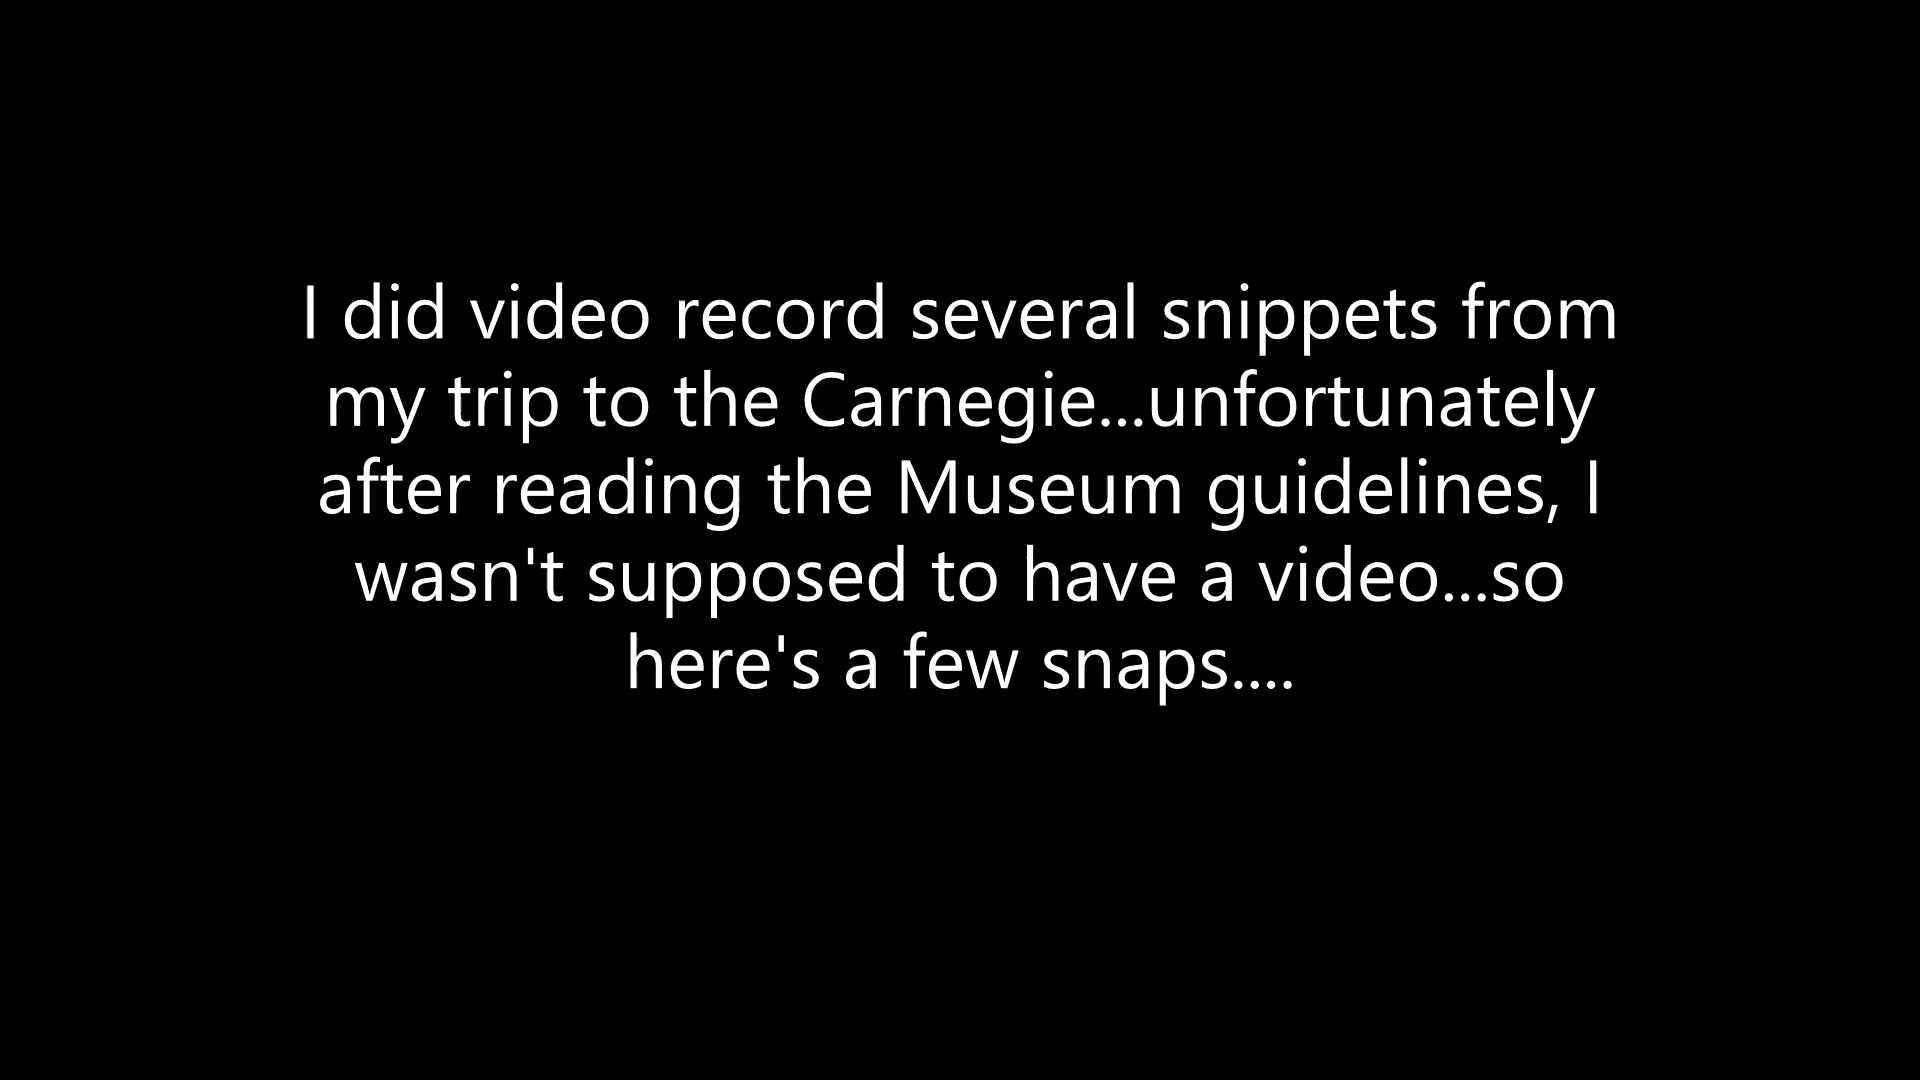 I did video record several snippets from
my trip to the Carnegie...unfortunately
after reading the Museum guidelines, I
wasn't supposed to have a video...so
here's a few snaps....